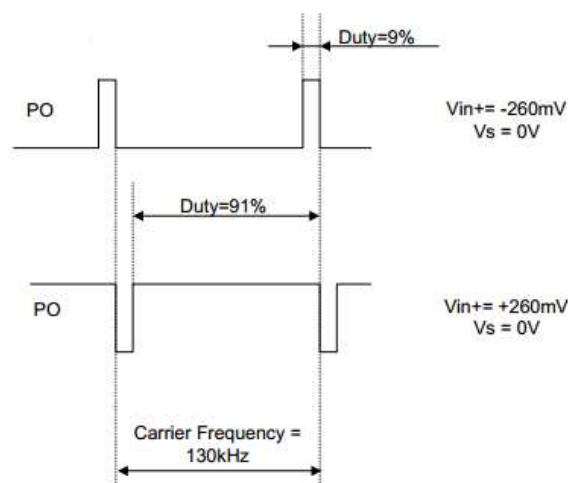 Duty=9%
PO
Vin+= -260mV
Vs = 0V
Duty=91%
PO
Vin+= +260mV
Vs = 0V
Carrier Frequency =
130kHz